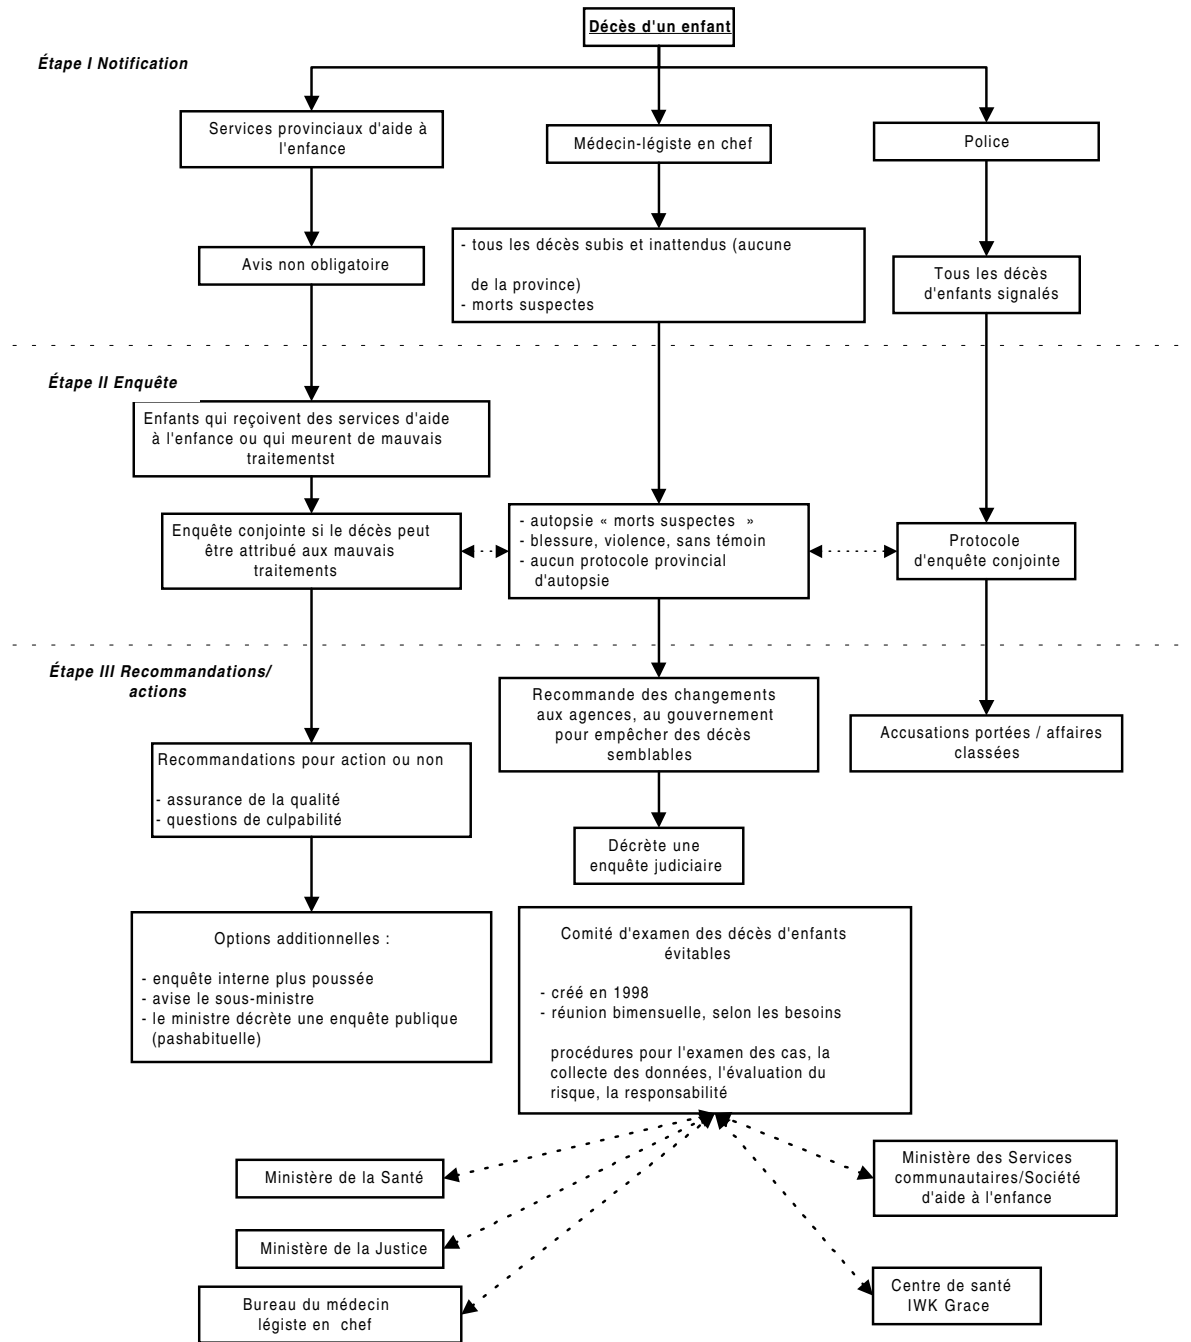 Décès d'un enfant
Étape I Notification
Services provinciaux d'aide à
l'enfance
Médecin-légiste en chef
Police
Avis non obligatoire
- tous les décès subis et inattendus (aucune
de la province)
- morts suspectes
Tous les décès
d'enfants signalés
Étape II Enquête
Enfants qui reçoivent des services d'aide
à l'enfance ou qui meurent de mauvais
traitementst
Enquête conjointe si le décès peut
être attribué aux mauvais
traitements
- autopsie « morts suspectes »
- blessure, violence, sans témoin
- aucun protocole provincial
d'autopsie
Protocole
d'enquête conjointe
Étape III Recommandations/
actions
Recommandations pour action ou non
- assurance de la qualité
- questions de culpabilité
Recommande des changements
aux agences, au gouvernement
pour empêcher des décès
semblables
Accusations portées / affaires
classées
Décrète une
enquête judiciaire
Options additionnelles :
- enquête interne plus poussée
- avise le sous-ministre
- le ministre décrète une enquête publique
(pashabituelle)
Comité d'examen des décès d'enfants
évitables
- créé en 1998
- réunion bimensuelle, selon les besoins
procédures pour l'examen des cas, la
collecte des données, l'évaluation du
risque, la responsabilité
Ministère de la Santé
Ministère de la Justice
Bureau du médecin
légiste en chef
Ministère des Services
communautaires/Société
d'aide à l'enfance
Centre de santé
IWK Grace